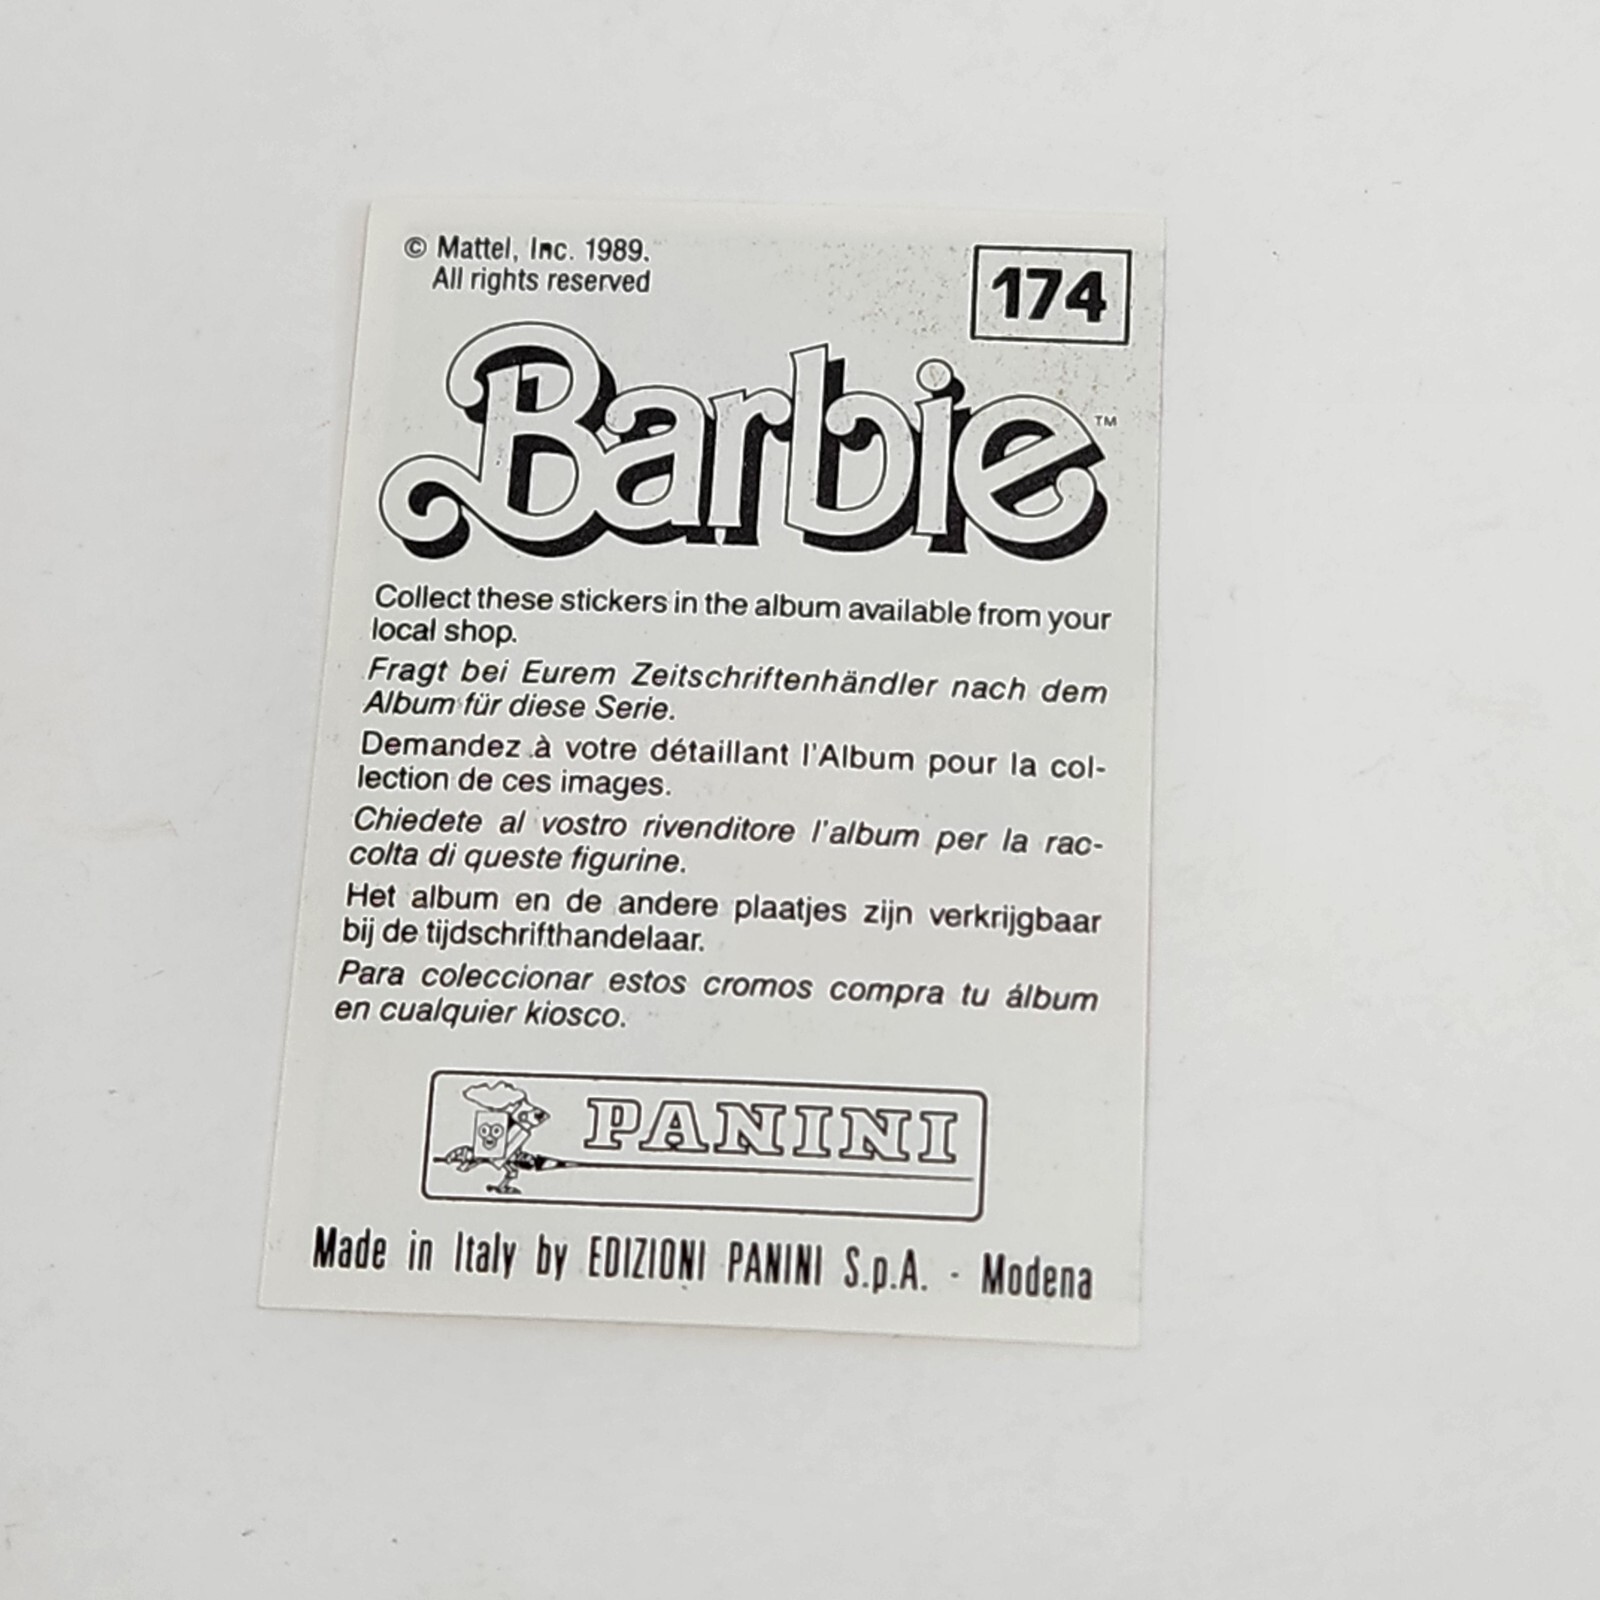 © Mattel, Inc. 1989.
All rights reserved
174
Barbie™
Collect these stickers in the album available from your
local shop.
Fragt bei Eurem Zeitschriftenhändler nach dem
Album für diese Serie.
Demandez à votre détaillant l'Album pour la col-
lection de ces images.
Chiedete al vostro rivenditore l'album per la rac-
colta di queste figurine.
Het album en de andere plaatjes zijn verkrijgbaar
bij de tijdschrifthandelaar.
Para coleccionar estos cromos compra tu álbum
en cualquier kiosco.
PANINI
Made in Italy by EDIZIONI PANINI S.p.A. - Modena